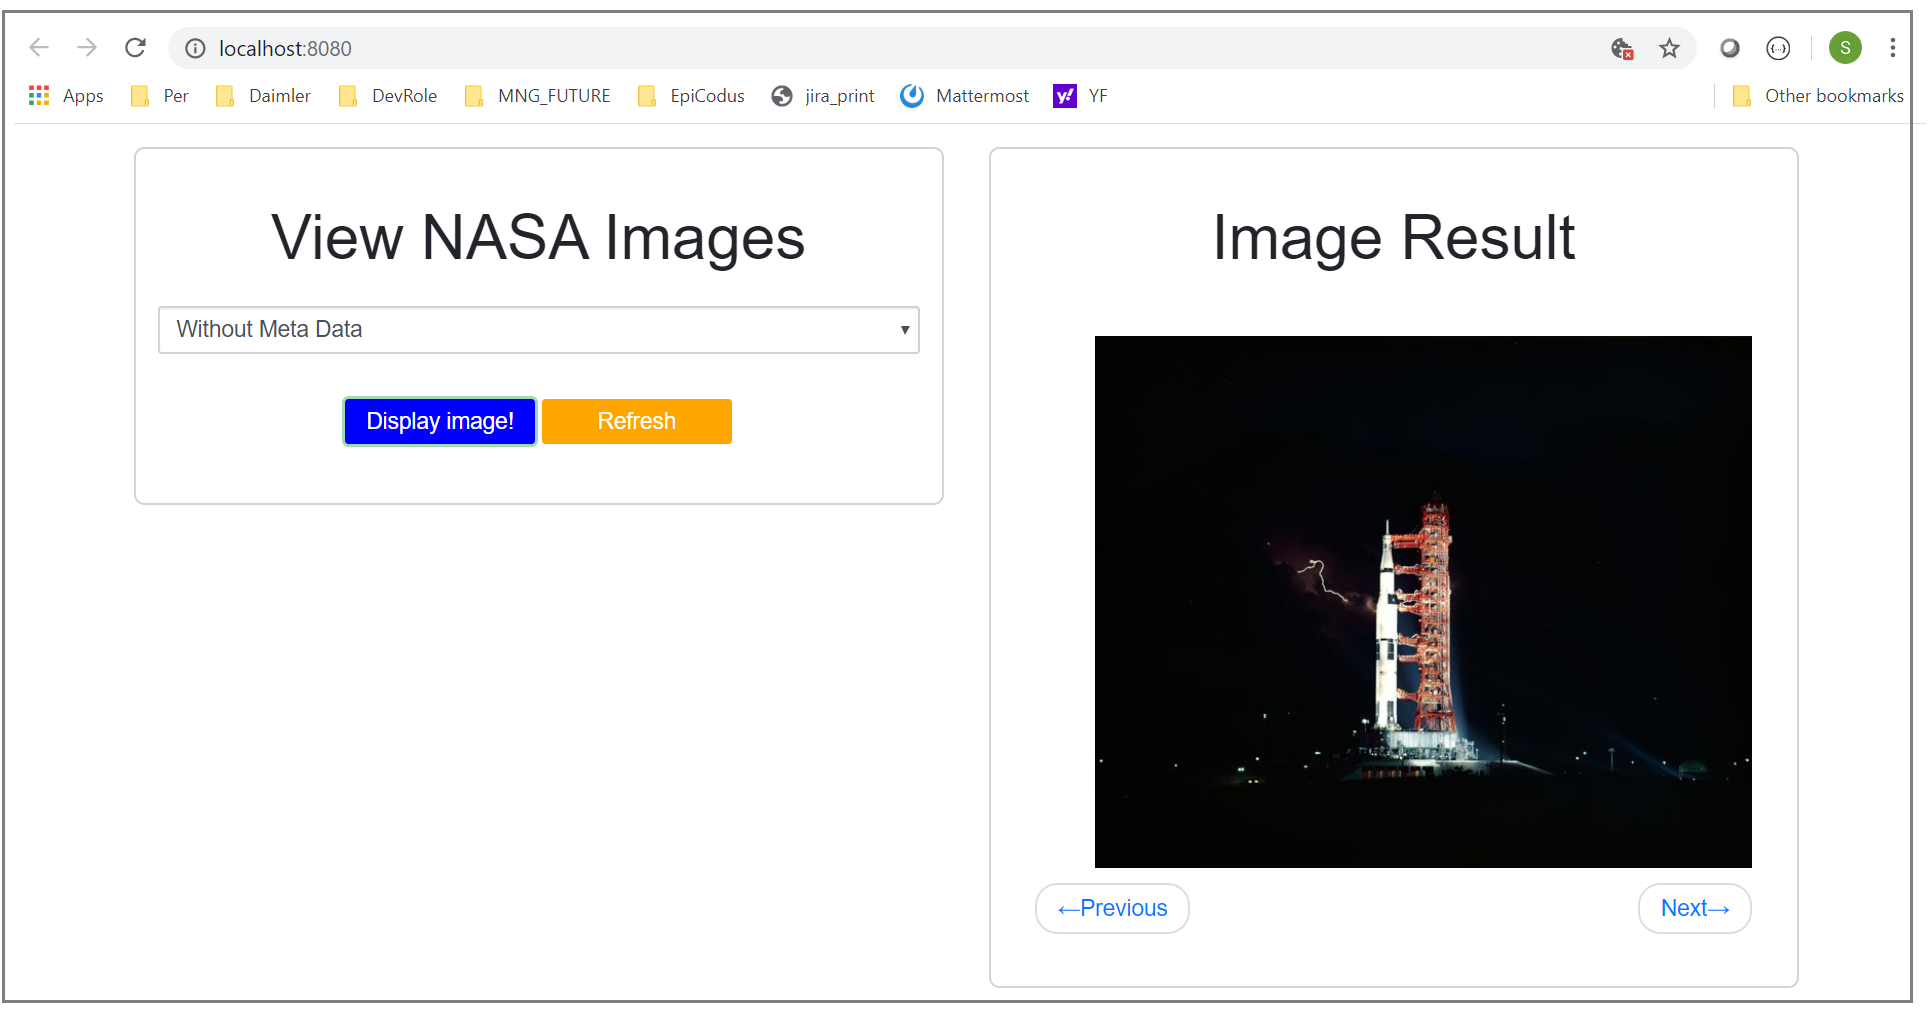 localhost:8080
S
Apps Per Daimler DevRole MNG_FUTURE EpiCodus jira_print Mattermost y! YF Other bookmarks
View NASA Images
Without Meta Data
Display image! Refresh
Image Result
←Previous Next→